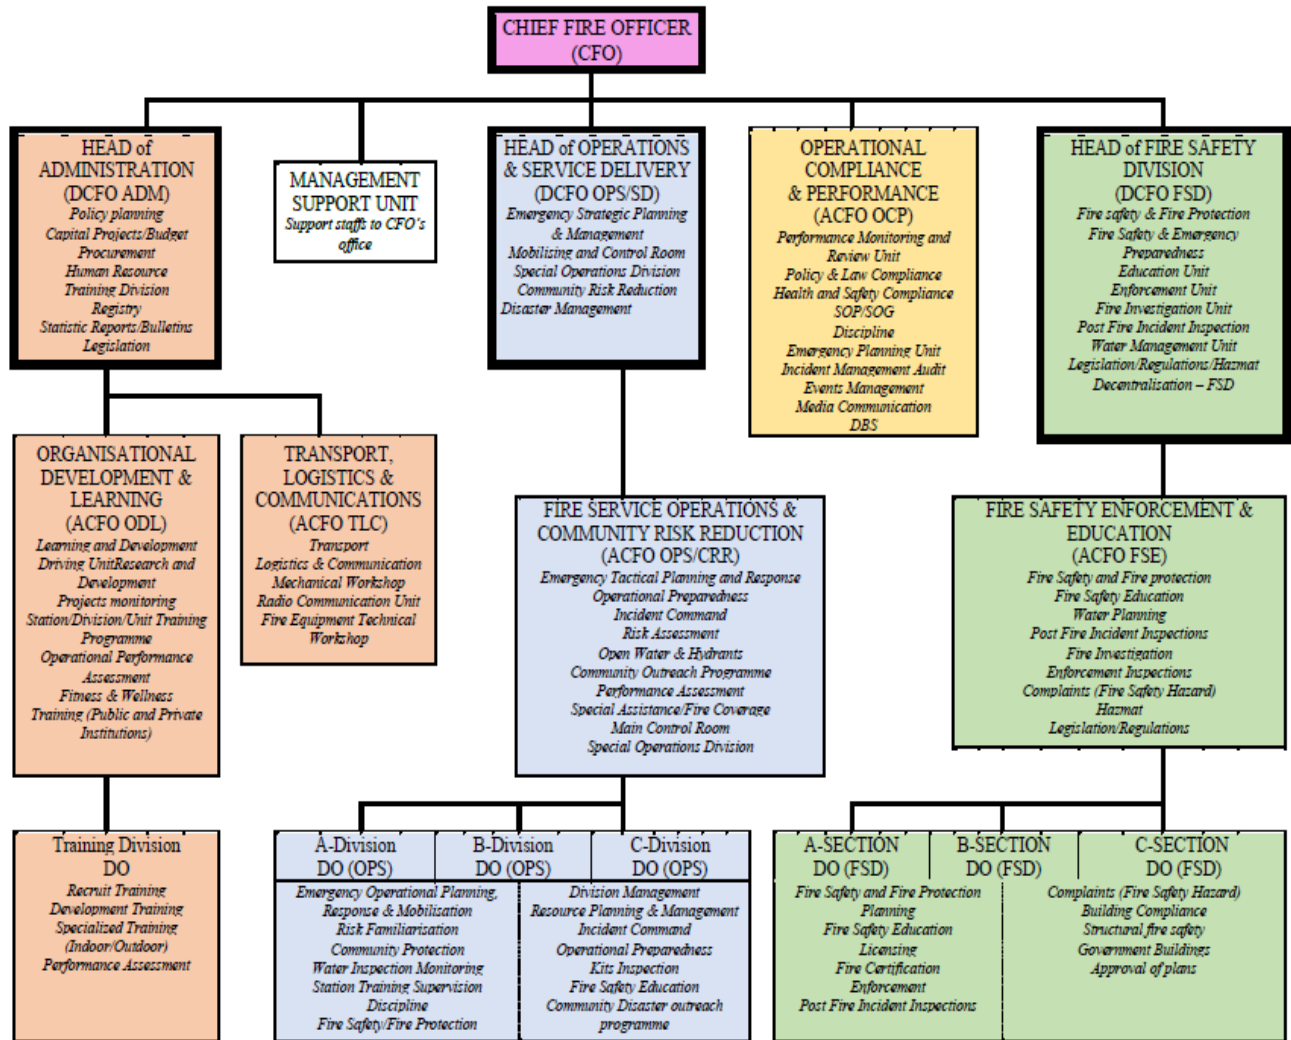 CHIEF FIRE OFFICER
(CFO)
HEAD of
ADMINISTRATION
(DCFO ADM)
Policy planning
Capital Projects/Budget
Procurement
Human Resource
Training Division
Registry
Statistic Reports/Bulletins
Legislation
MANAGEMENT
SUPPORT UNIT
Support staffs to CFO's
office
HEAD of OPERATIONS
& SERVICE DELIVERY
(DCFO OPS/SD)
Emergency Strategic Planning
& Management
Mobilising and Control Room
Special Operations Division
Community Risk Reduction
Disaster Management
OPERATIONAL
COMPLIANCE
& PERFORMANCE
(ACFO OCP)
Performance Monitoring and
Review Unit
Policy & Law Compliance
Health and Safety Compliance
SOP/SOG
Discipline
Emergency Planning Unit
Incident Management Audit
Events Management
Media Communication
DBS
HEAD of FIRE SAFETY
DIVISION
(DCFO FSD)
Fire safety & Fire Protection
Fire Safety & Emergency
Preparedness
Education Unit
Enforcement Unit
Fire Investigation Unit
Post Fire Incident Inspection
Water Management Unit
Legislation/Regulations/Hazmat
Decentralisation – FSD
ORGANISATIONAL
DEVELOPMENT &
LEARNING
(ACFO ODL)
Learning and Development
Driving UnitResearch and
Development
Projects monitoring
Station/Division/Unit Training
Programme
Operational Performance
Assessment
Fitness & Wellness
Training (Public and Private
Institutions)
TRANSPORT,
LOGISTICS &
COMMUNICATIONS
(ACFO TLC)
Transport
Logistics & Communication
Mechanical Workshop
Radio Communication Unit
Fire Equipment Technical
Workshop
FIRE SERVICE OPERATIONS &
COMMUNITY RISK REDUCTION
(ACFO OPS/CRR)
Emergency Tactical Planning and Response
Operational Preparedness
Incident Command
Risk Assessment
Open Water & Hydrants
Community Outreach Programme
Performance Assessment
Special Assistance/Fire Coverage
Main Control Room
Special Operations Division
FIRE SAFETY ENFORCEMENT &
EDUCATION
(ACFO FSE)
Fire Safety and Fire protection
Fire Safety Education
Water Planning
Post Fire Incident Inspections
Fire Investigation
Enforcement Inspections
Complaints (Fire Safety Hazard)
Hazmat
Legislation/Regulations
Training Division
DO
Recruit Training
Development Training
Specialized Training
(Indoor/Outdoor)
Performance Assessment
A-Division
DO (OPS)
B-Division
DO (OPS)
C-Division
DO (OPS)
Emergency Operational Planning,
Response & Mobilisation
Risk Familiarisation
Community Protection
Water Inspection Monitoring
Station Training Supervision
Discipline
Fire Safety/Fire Protection
Division Management
Resource Planning & Management
Incident Command
Operational Preparedness
Kits Inspection
Fire Safety Education
Community Disaster outreach
programme
A-SECTION
DO (FSD)
B-SECTION
DO (FSD)
C-SECTION
DO (FSD)
Fire Safety and Fire Protection
Planning
Fire Safety Education
Licensing
Fire Certification
Enforcement
Post Fire Incident Inspections
Complaints (Fire Safety Hazard)
Building Compliance
Structural fire safety
Government Buildings
Approval of plans